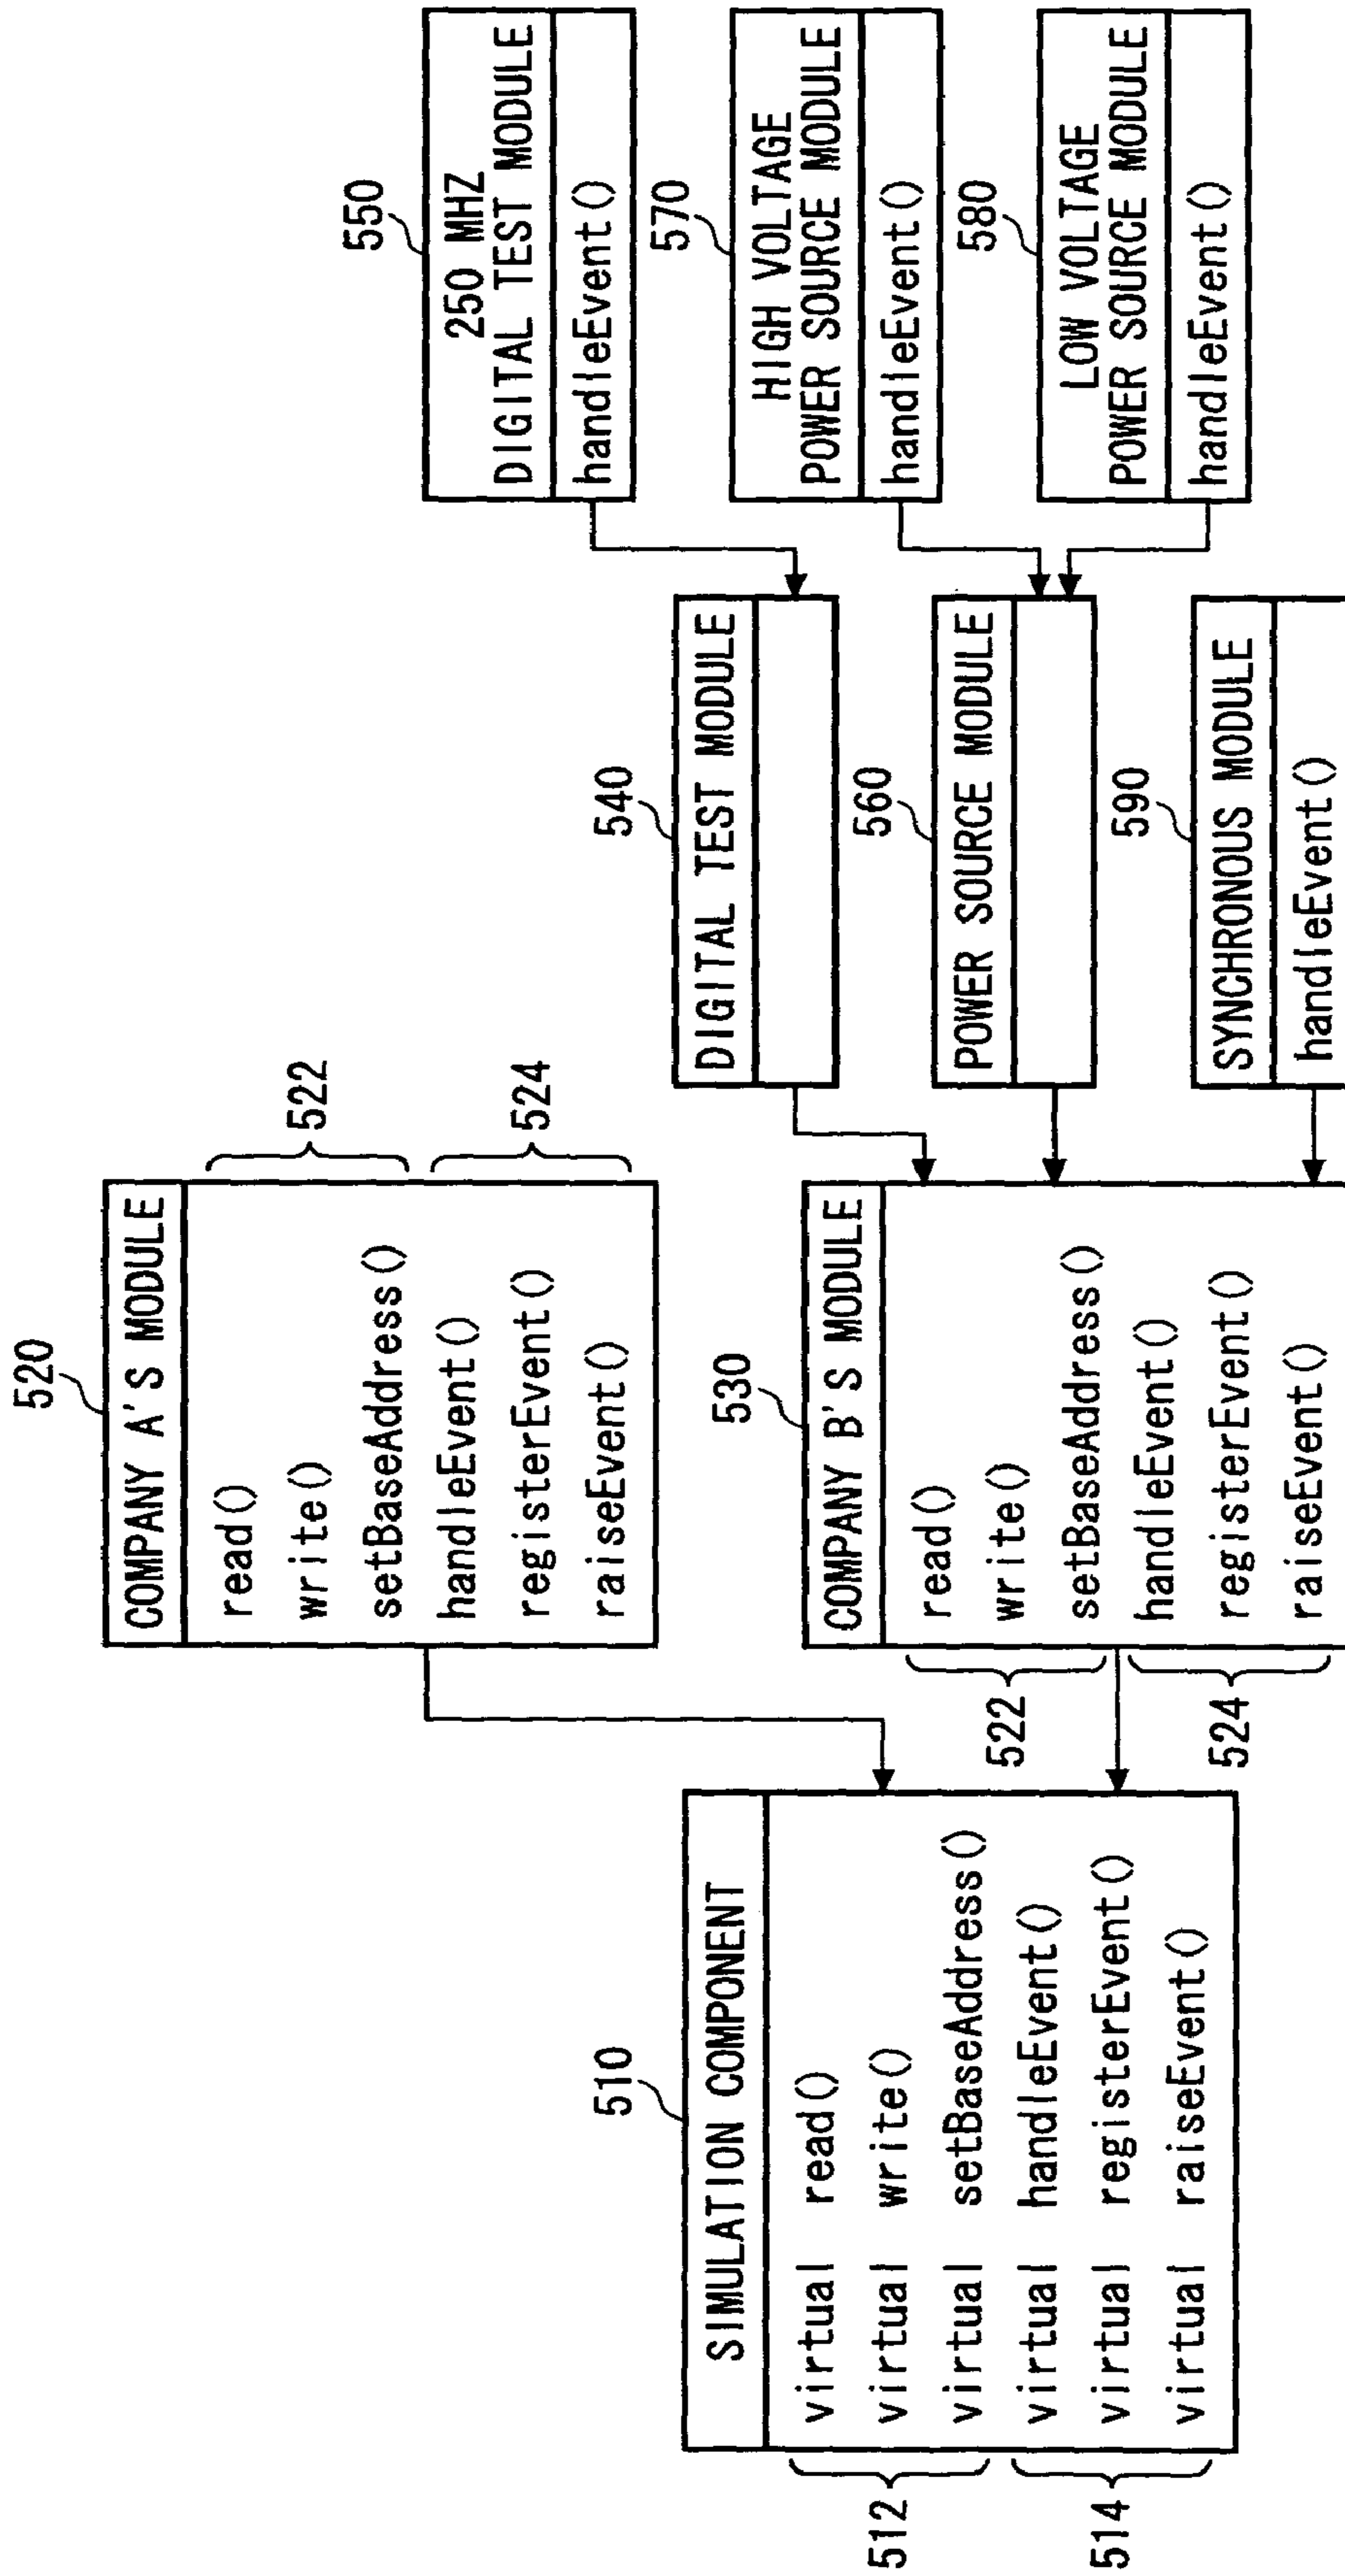 510
SIMULATION COMPONENT
virtual read()
virtual write()
virtual setBaseAddress()
virtual handleEvent()
virtual registerEvent()
virtual raiseEvent()
512
514
520
COMPANY A'S MODULE
read()
write()
setBaseAddress()
handleEvent()
registerEvent()
raiseEvent()
522
524
530
COMPANY B'S MODULE
read()
write()
setBaseAddress()
handleEvent()
registerEvent()
raiseEvent()
522
524
540
DIGITAL TEST MODULE
560
POWER SOURCE MODULE
590
SYNCHRONOUS MODULE
handleEvent()
550
250 MHZ
DIGITAL TEST MODULE
handleEvent()
570
HIGH VOLTAGE
POWER SOURCE MODULE
handleEvent()
580
LOW VOLTAGE
POWER SOURCE MODULE
handleEvent()